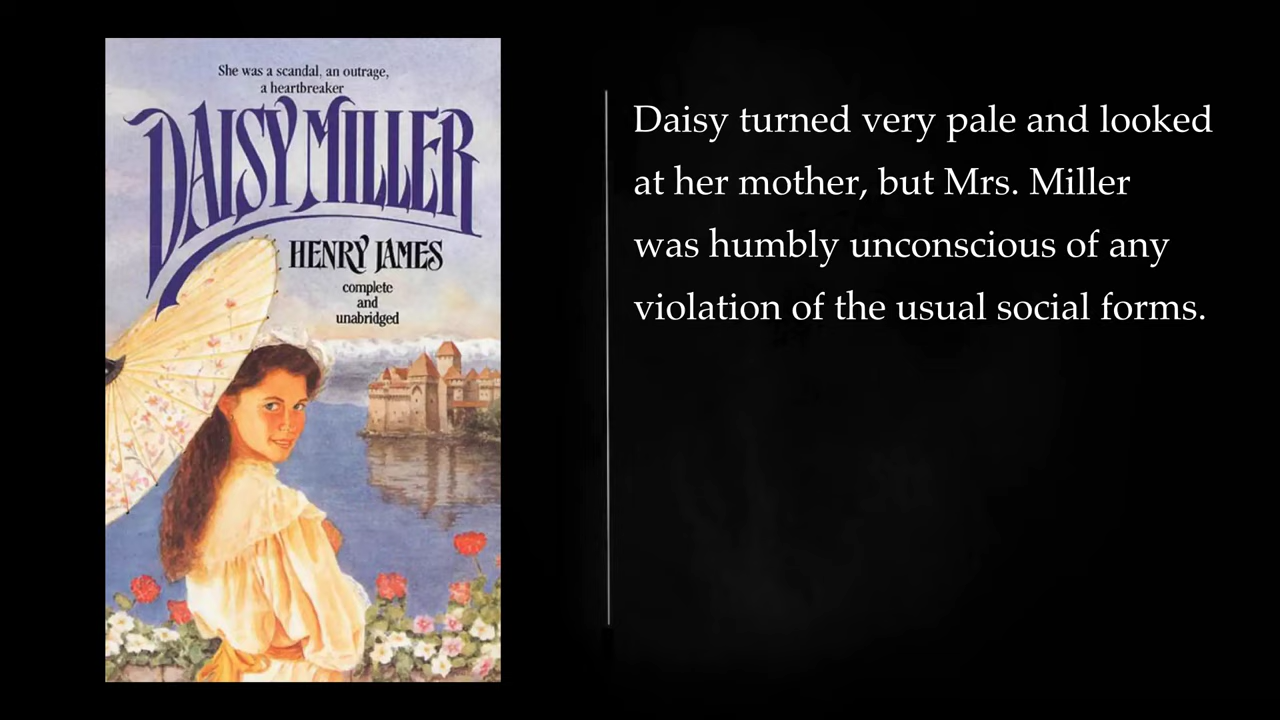 She was a scandal, an outrage,
a heartbreaker
DAISY MILLER
HENRY JAMES
complete
and
unabridged
Daisy turned very pale and looked
at her mother, but Mrs. Miller
was humbly unconscious of any
violation of the usual social forms.